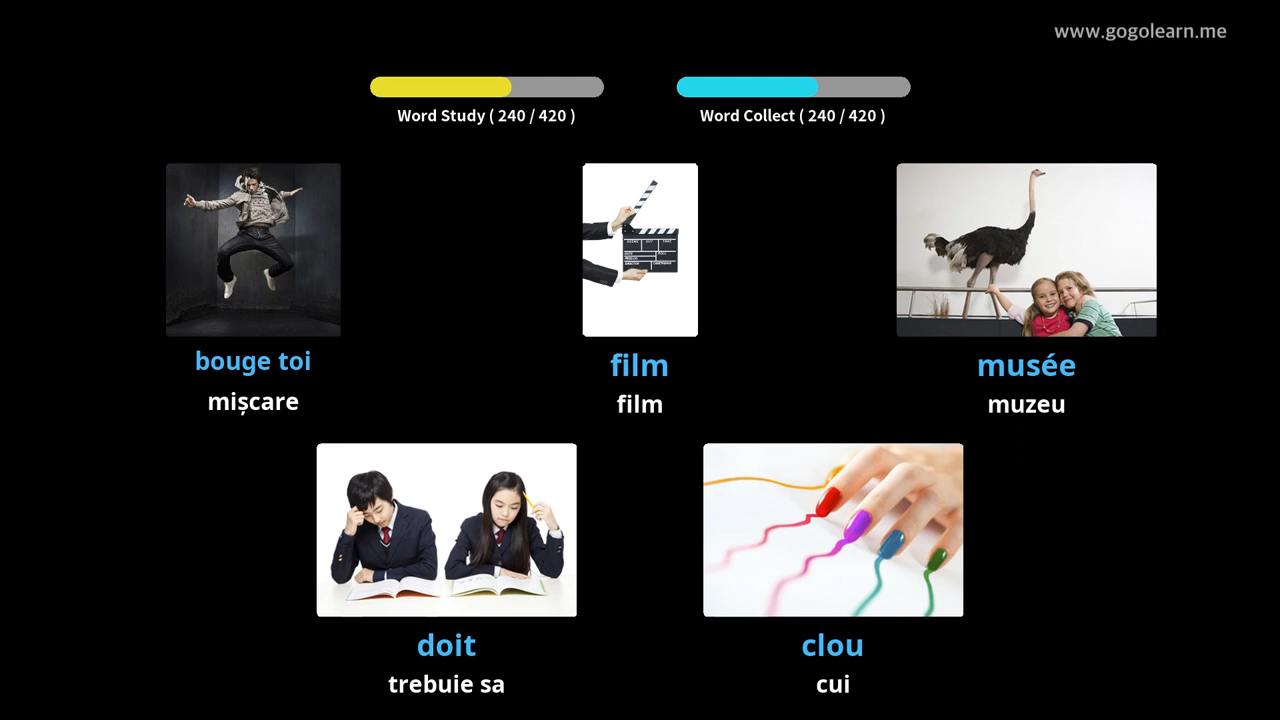 www.gogolearn.me
Word Study ( 240 / 420 )
Word Collect ( 240 / 420 )
bouge toi
mișcare
film
film
musée
muzeu
doit
trebuie sa
clou
cui